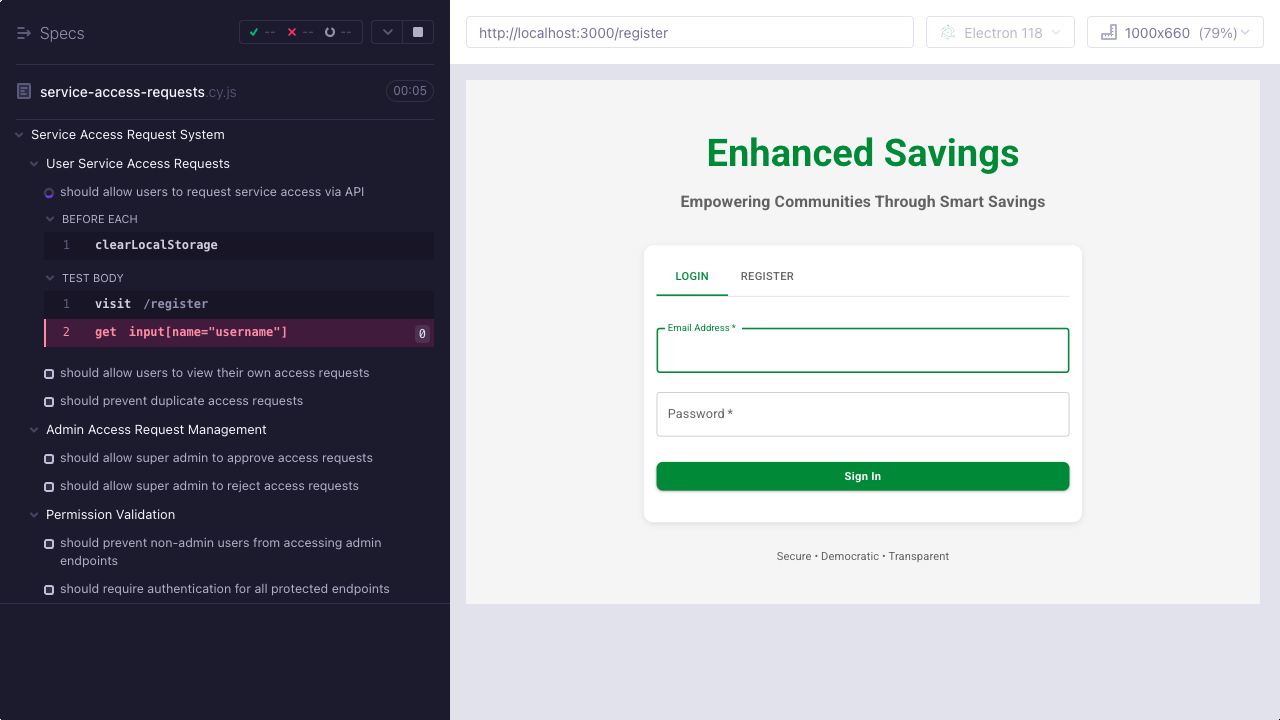 Specs
-- -- --
service-access-requests.cy.js
00:05
Service Access Request System
User Service Access Requests
should allow users to request service access via API
BEFORE EACH
1 clearLocalStorage
TEST BODY
1 visit /register
2 get input[name="username"] 0
should allow users to view their own access requests
should prevent duplicate access requests
Admin Access Request Management
should allow super admin to approve access requests
should allow super admin to reject access requests
Permission Validation
should prevent non-admin users from accessing admin
endpoints
should require authentication for all protected endpoints
http://localhost:3000/register
Electron 118
1000x660 (79%)
Enhanced Savings
Empowering Communities Through Smart Savings
LOGIN REGISTER
Email Address *
Password *
Sign In
Secure • Democratic • Transparent